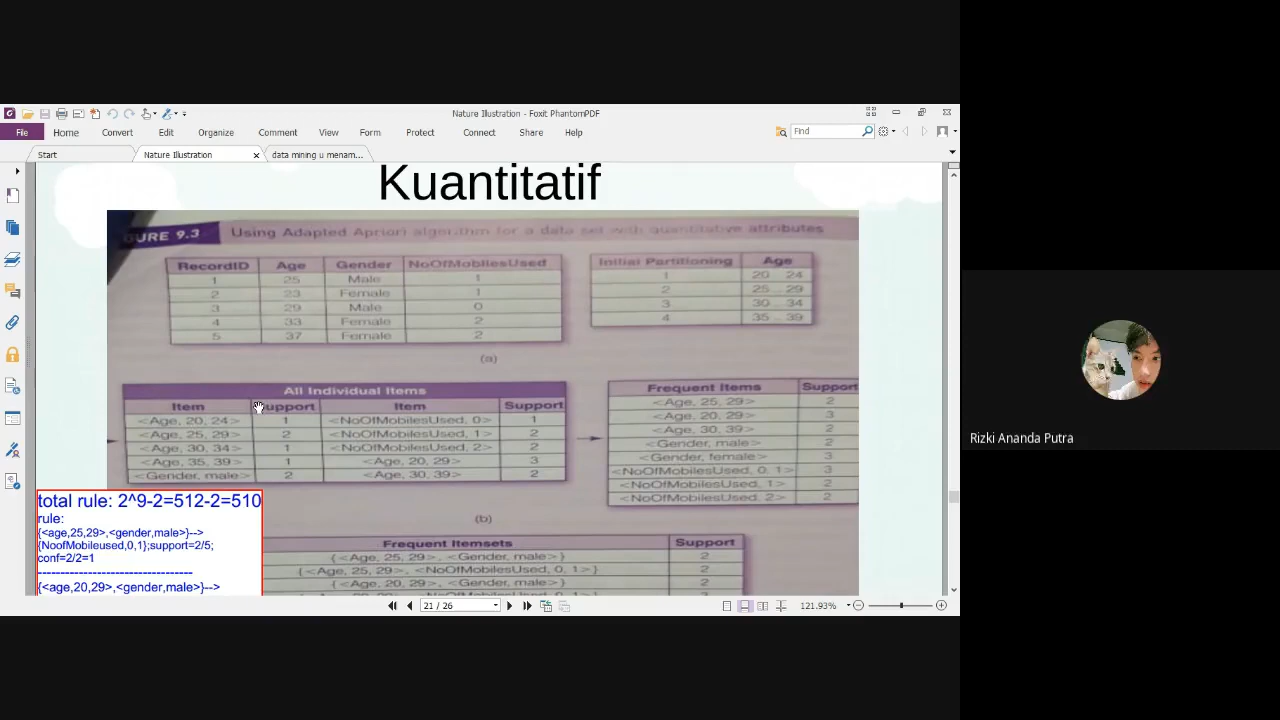 Nature Illustration - Foxit PhantomPDF
File Home Convert Edit Organize Comment View Form Protect Connect Share Help Find
Start Nature Illustration data mining u menam...
Kuantitatif
GURE 9.3 Using Adapted Apriori algorithm for a data set with quantitative attributes
RecordID Age Gender NoOfMobilesUsed
1 25 Male 1
2 23 Female 1
3 29 Male 0
4 33 Female 2
5 37 Female 2
Initial Partitioning Age
1 20 .. 24
2 25 .. 29
3 30 .. 34
4 35 .. 39
(a)
All Individual Items
Item Support Item Support
<Age, 20, 24> 1 <NoOfMobilesUsed, 0> 1
<Age, 25, 29> 2 <NoOfMobilesUsed, 1> 2
<Age, 30, 34> 1 <NoOfMobilesUsed, 2> 2
<Age, 35, 39> 1 <Age, 20, 29> 3
<Gender, male> 2 <Age, 30, 39> 2
Frequent Items Support
<Age, 25, 29> 2
<Age, 20, 29> 3
<Age, 30, 39> 2
<Gender, male> 2
<Gender, female> 3
<NoOfMobilesUsed, 0, 1> 3
<NoOfMobilesUsed, 1> 2
<NoOfMobilesUsed, 2> 2
(b)
Frequent Itemsets Support
{<Age, 25, 29>, <Gender, male>} 2
{<Age, 25, 29>, <NoOfMobilesUsed, 0, 1>} 2
{<Age, 20, 29>, <Gender, male>} 2
total rule: 2^9-2=512-2=510
rule:
{<age,25,29>,<gender,male>}-->
{NoofMobileused,0,1};support=2/5;
conf=2/2=1
----------------------------------
{<age,20,29>,<gender,male>}-->
21 / 26
121.93%
Rizki Ananda Putra